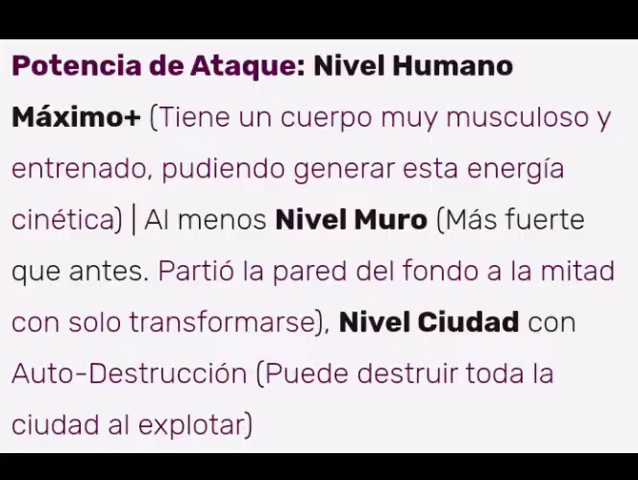 Potencia de Ataque: Nivel Humano
Máximo+ (Tiene un cuerpo muy musculoso y
entrenado, pudiendo generar esta energía
cinética) | Al menos Nivel Muro (Más fuerte
que antes. Partió la pared del fondo a la mitad
con solo transformarse), Nivel Ciudad con
Auto-Destrucción (Puede destruir toda la
ciudad al explotar)